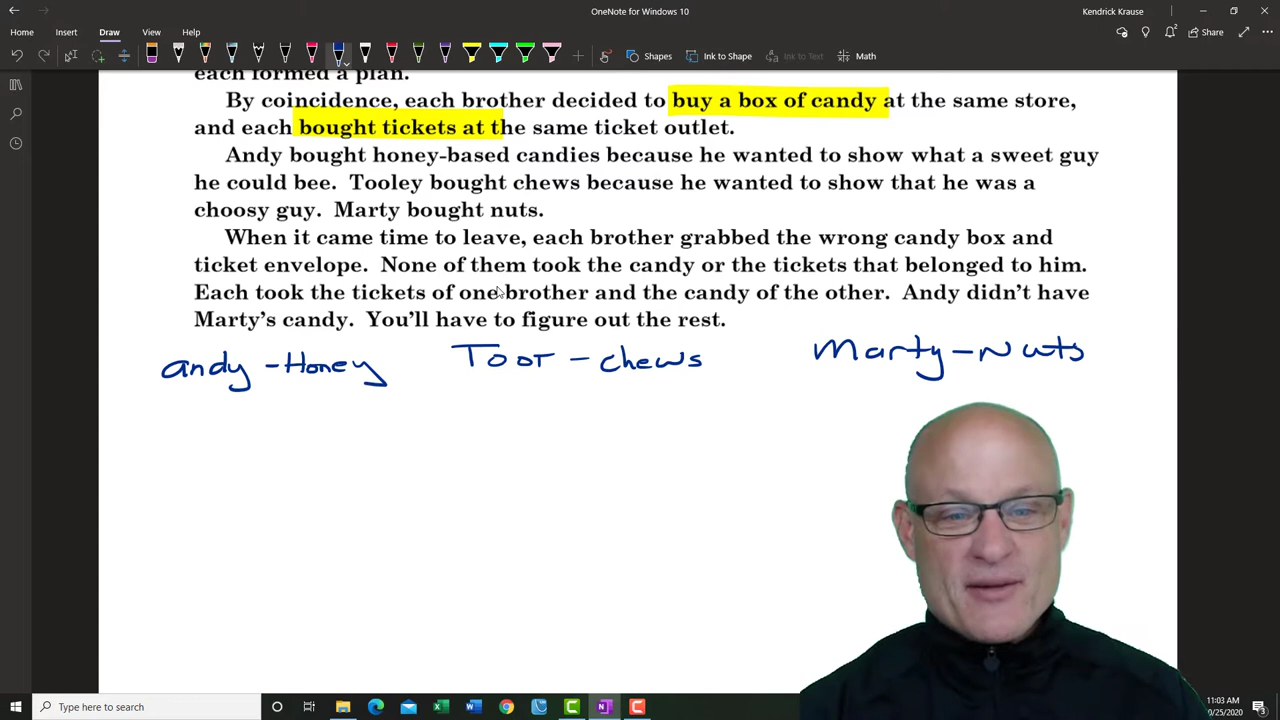 OneNote for Windows 10
Kendrick Krause
Home
Insert
Draw
View
Help
Share
Shapes
Ink to Shape
Ink to Text
Math
each formed a plan.
By coincidence, each brother decided to buy a box of candy at the same store,
and each bought tickets at the same ticket outlet.
Andy bought honey-based candies because he wanted to show what a sweet guy
he could bee. Tooley bought chews because he wanted to show that he was a
choosy guy. Marty bought nuts.
When it came time to leave, each brother grabbed the wrong candy box and
ticket envelope. None of them took the candy or the tickets that belonged to him.
Each took the tickets of one brother and the candy of the other. Andy didn't have
Marty's candy. You'll have to figure out the rest.
andy - Honey
Toot - chews
Marty - Nuts
Type here to search
11:03 AM
10/25/2020